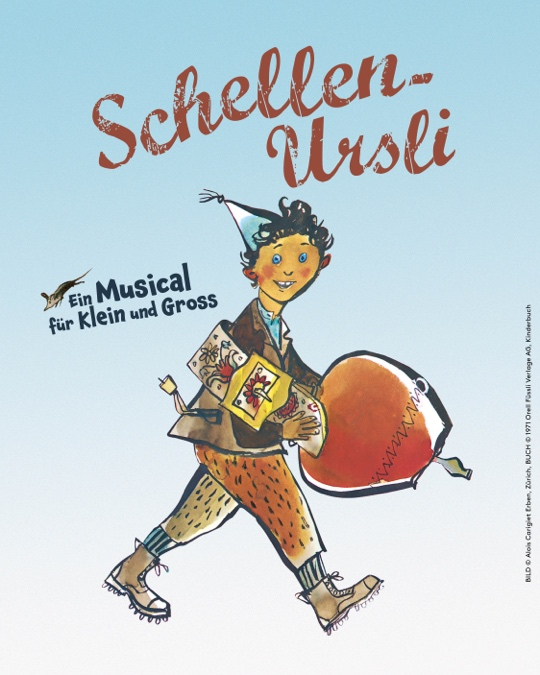 Schellen-
Ursli
Ein Musical
für Klein und Gross
BILD © Alois Carigiet Erben, Zürich, BUCH © 1971 Orell Füssli Verlage AG, Kinderbuch